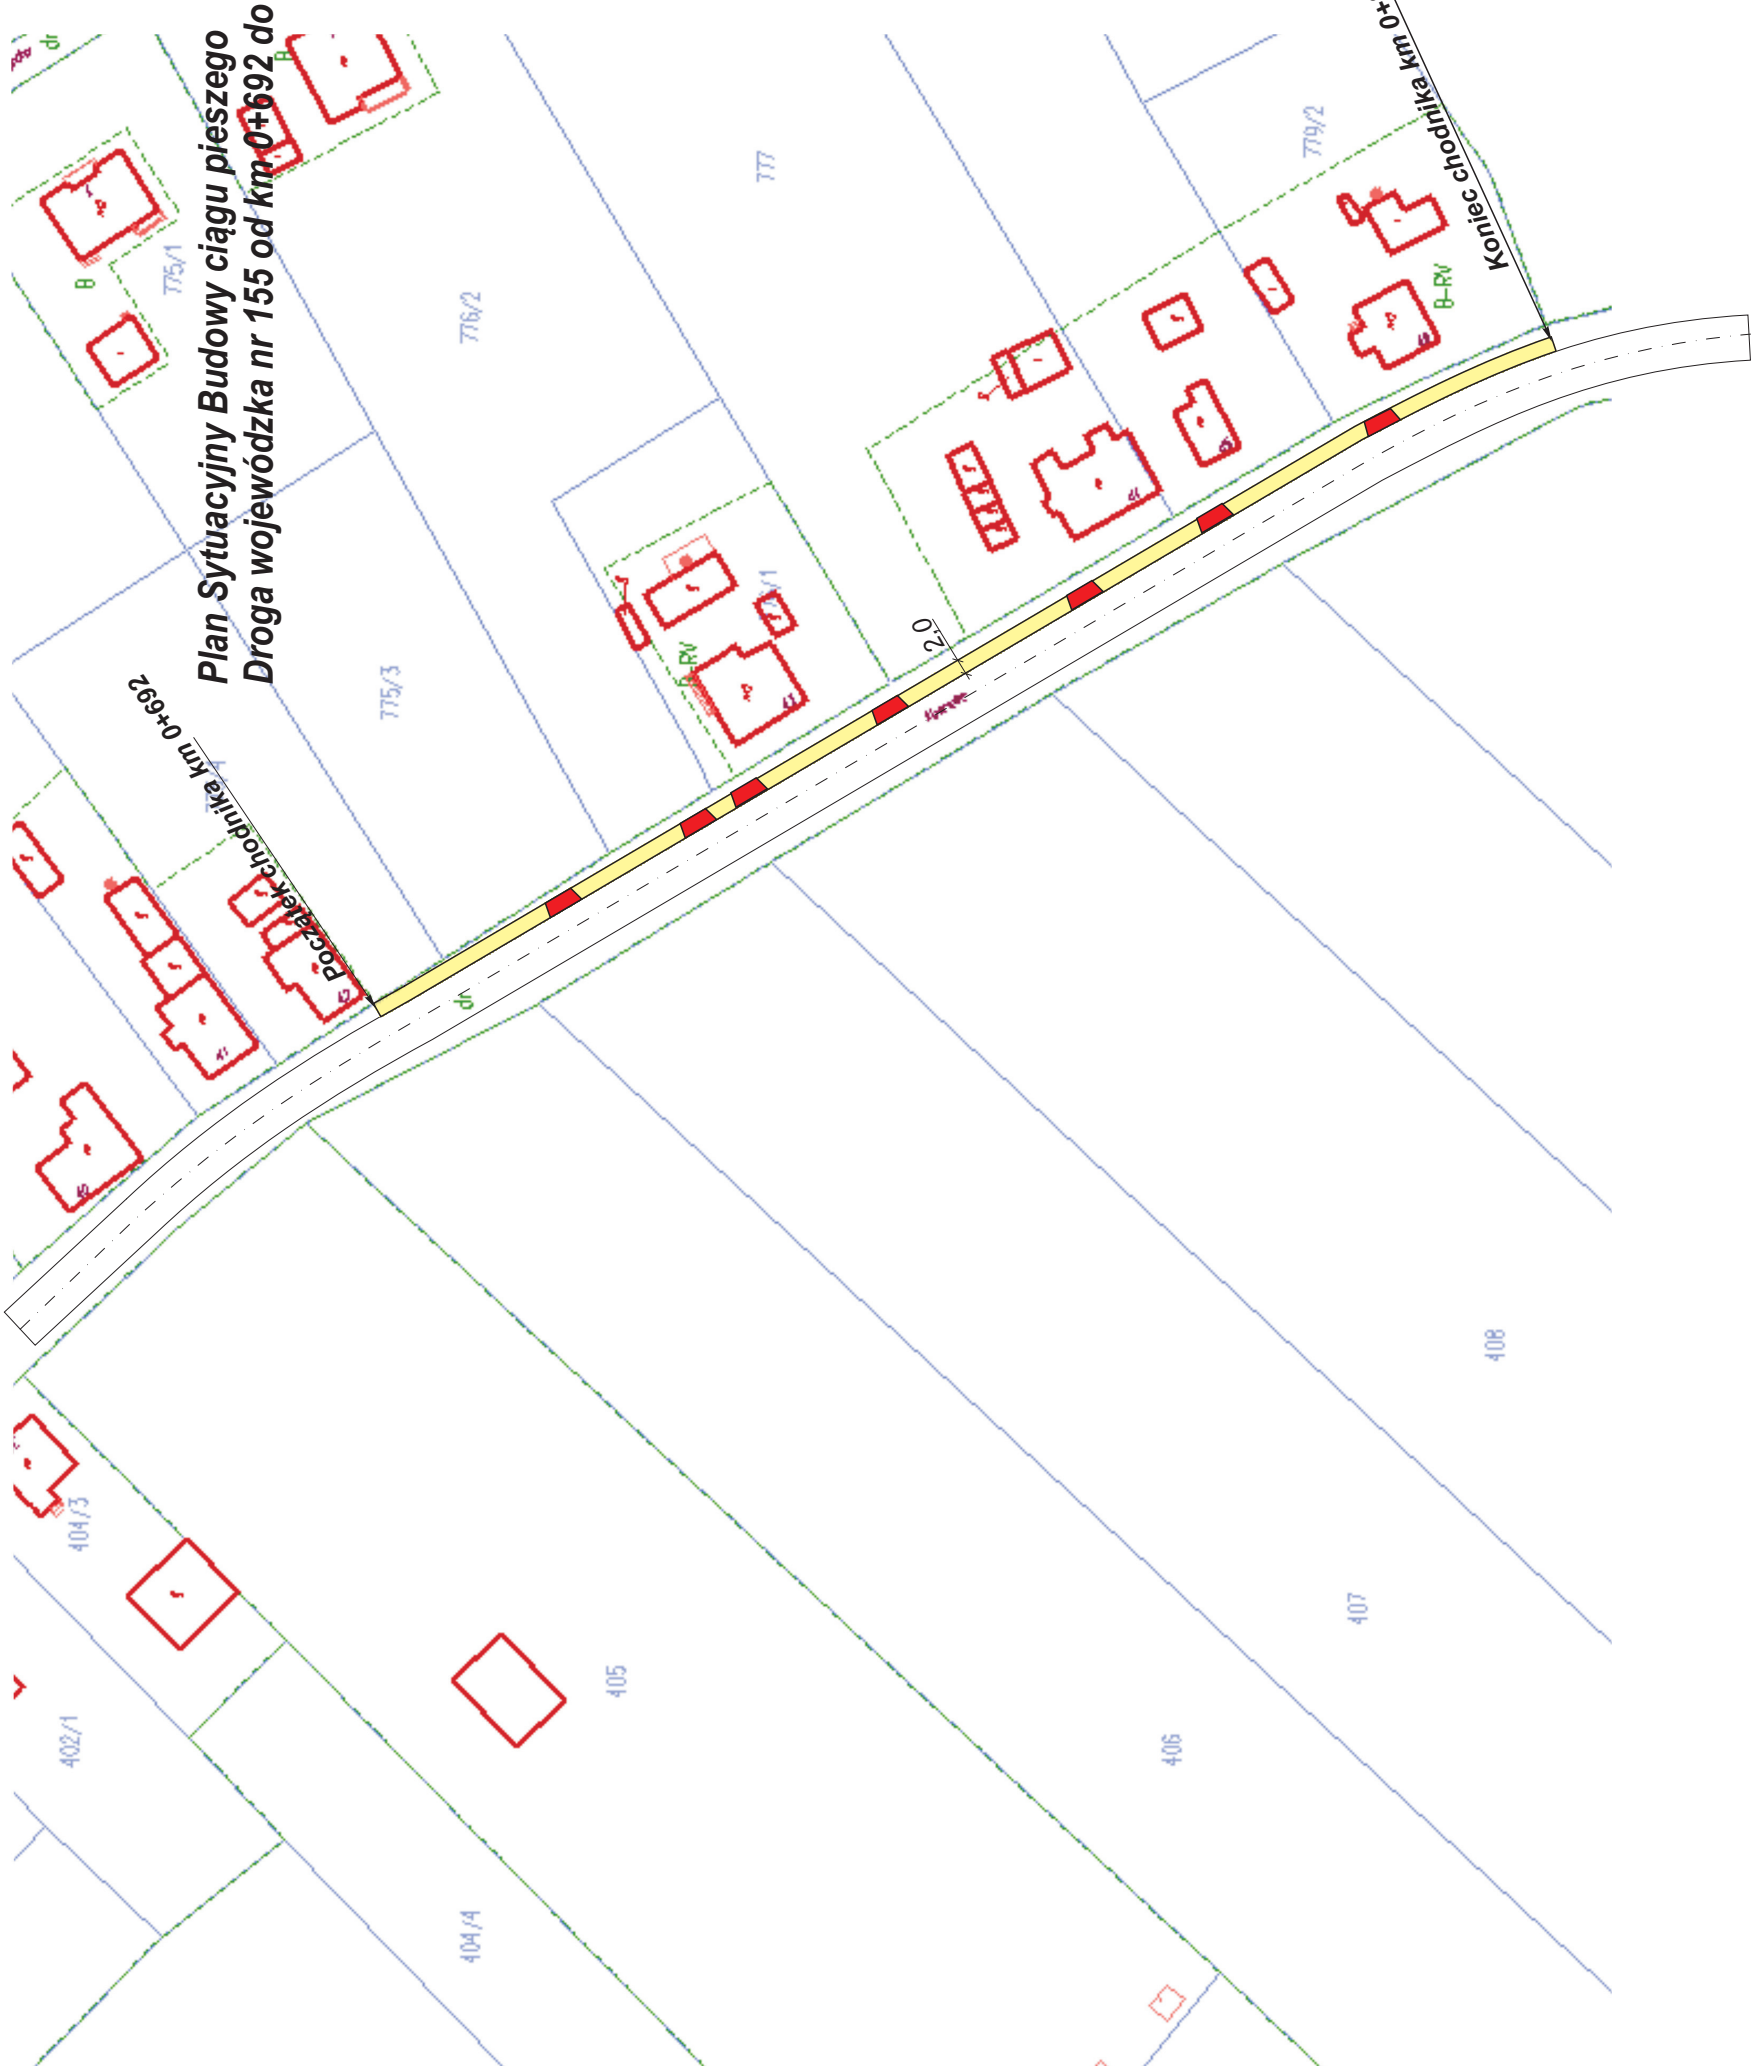 Plan Sytuacyjny Budowy ciągu pieszego
Droga wojewódzka nr 155 od km 0+692 do
Początek chodnika km 0+692
Koniec chodnika km 0+
2,0
dr
B
B
775/1
776/2
777
779/2
775/3
B-RV
dr
404/3
402/1
404/4
405
406
407
408